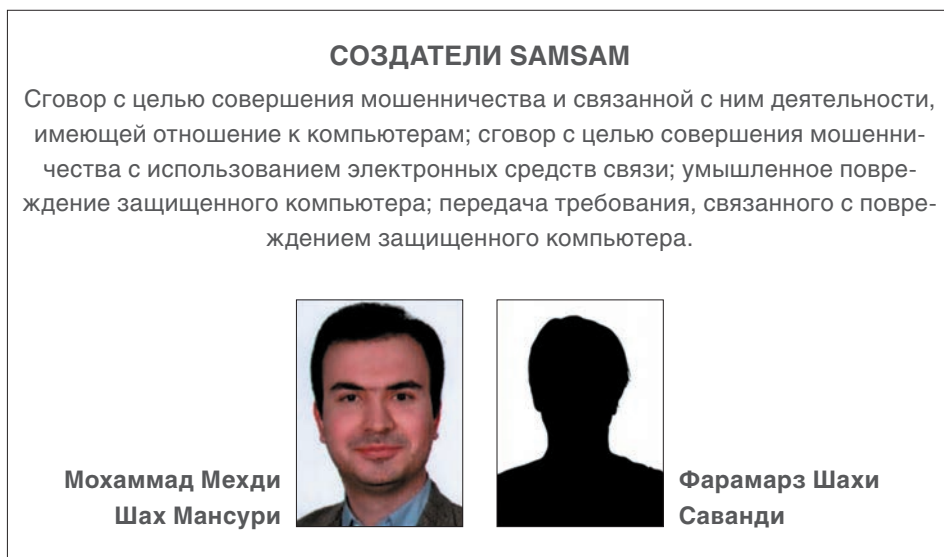 СОЗДАТЕЛИ SAMSAM
Сговор с целью совершения мошенничества и связанной с ним деятельности,
имеющей отношение к компьютерам; сговор с целью совершения мошенни-
чества с использованием электронных средств связи; умышленное повре-
ждение защищенного компьютера; передача требования, связанного с повре-
ждением защищенного компьютера.
Мохаммад Мехди
Шах Мансури
Фарамарз Шахи
Саванди